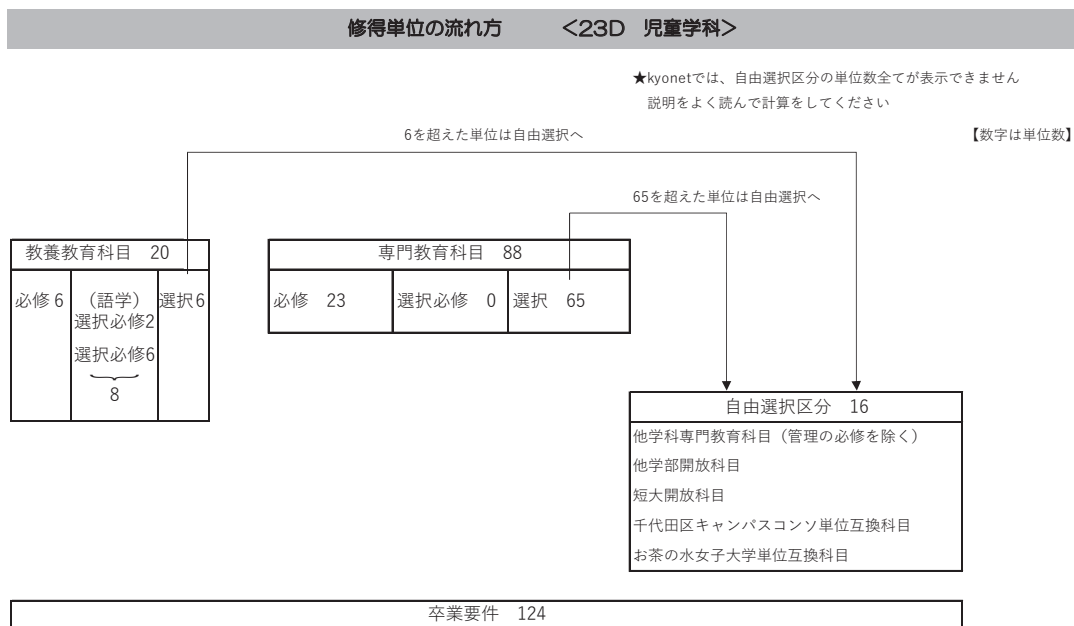 修得単位の流れ方　　＜23D　児童学科＞
★kyonetでは、自由選択区分の単位数全てが表示できません
説明をよく読んで計算をしてください
6を超えた単位は自由選択へ
【数字は単位数】
65を超えた単位は自由選択へ
教養教育科目　20
必修 6
（語学）
選択必修2
選択必修6
8
選択6
専門教育科目　88
必修　23
選択必修　0
選択　65
自由選択区分　16
他学科専門教育科目（管理の必修を除く）
他学部開放科目
短大開放科目
千代田区キャンパスコンソ単位互換科目
お茶の水女子大学単位互換科目
卒業要件　124